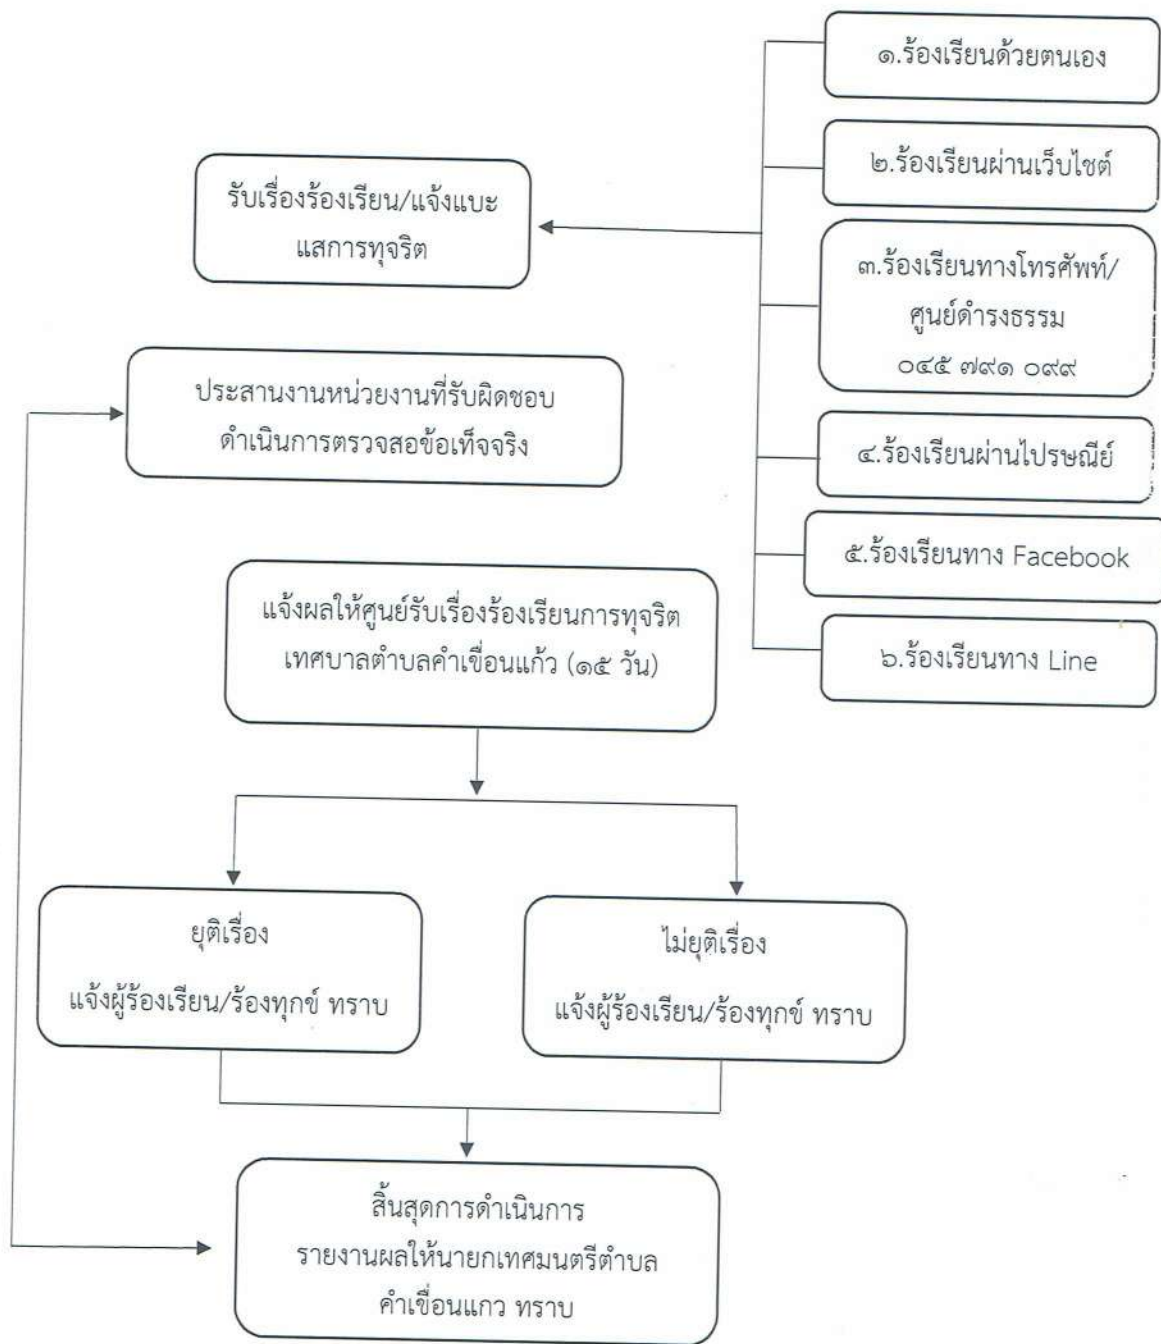 ๑.ร้องเรียนด้วยตนเอง
๒.ร้องเรียนผ่านเว็บไซต์
รับเรื่องร้องเรียน/แจ้งแบะ
แสการทุจริต
๓.ร้องเรียนทางโทรศัพท์/
ศูนย์ดำรงธรรม
๐๔๕ ๗๙๑ ๐๙๙
ประสานงานหน่วยงานที่รับผิดชอบ
ดำเนินการตรวจสอข้อเท็จจริง
๔.ร้องเรียนผ่านไปรษณีย์
๕.ร้องเรียนทาง Facebook
๖.ร้องเรียนทาง Line
แจ้งผลให้ศูนย์รับเรื่องร้องเรียนการทุจริต
เทศบาลตำบลคำเขื่อนแก้ว (๑๕ วัน)
ยุติเรื่อง
แจ้งผู้ร้องเรียน/ร้องทุกข์ ทราบ
ไม่ยุติเรื่อง
แจ้งผู้ร้องเรียน/ร้องทุกข์ ทราบ
สิ้นสุดการดำเนินการ
รายงานผลให้นายกเทศมนตรีตำบล
คำเขื่อนแกว ทราบ